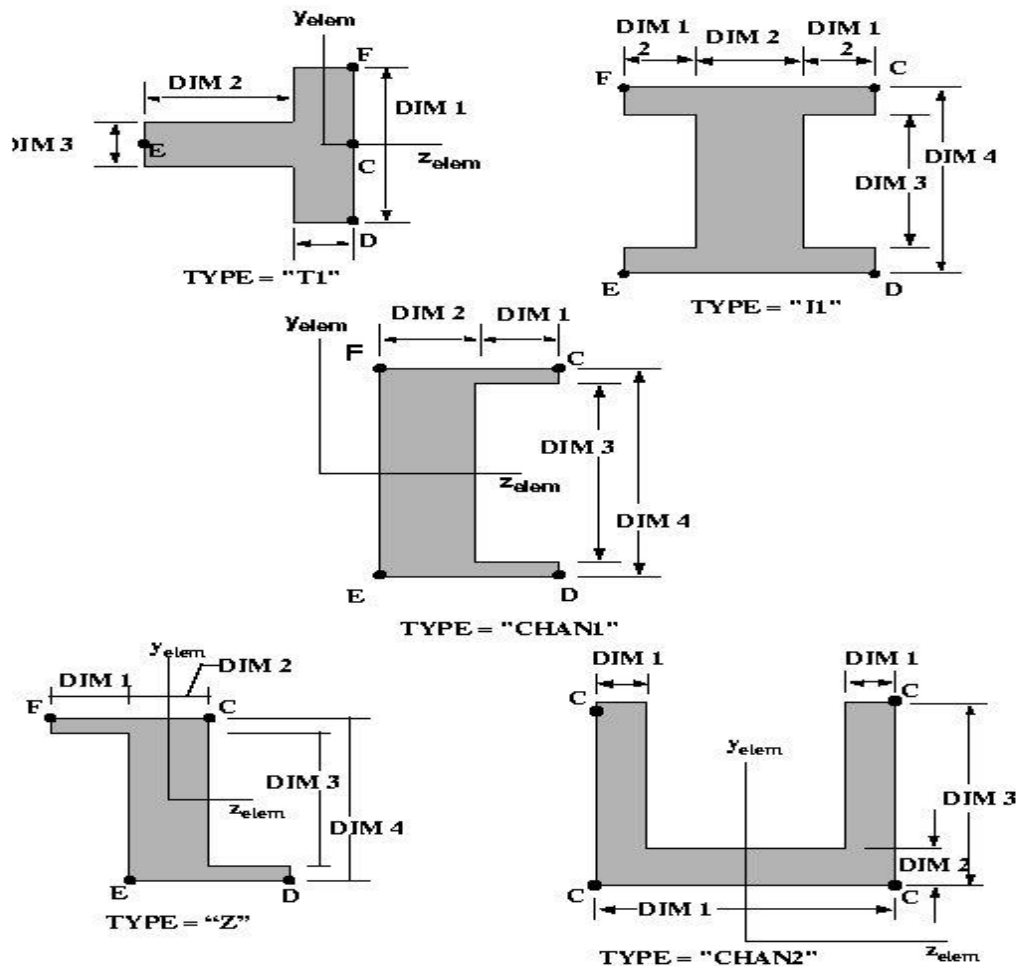 yelem
F
DIM 2
DIM 1
DIM 3
E
C
zelem
D
TYPE = "T1"
DIM 1
2
DIM 2
DIM 1
2
F
C
DIM 3
DIM 4
E
D
TYPE = "I1"
yelem
DIM 2
DIM 1
F
C
DIM 3
zelem
DIM 4
E
D
TYPE = "CHAN1"
yelem
DIM 1
DIM 2
F
C
DIM 3
zelem
DIM 4
E
D
TYPE = “Z”
DIM 1
DIM 1
C
C
yelem
DIM 3
DIM 2
C
C
DIM 1
TYPE = "CHAN2"
zelem